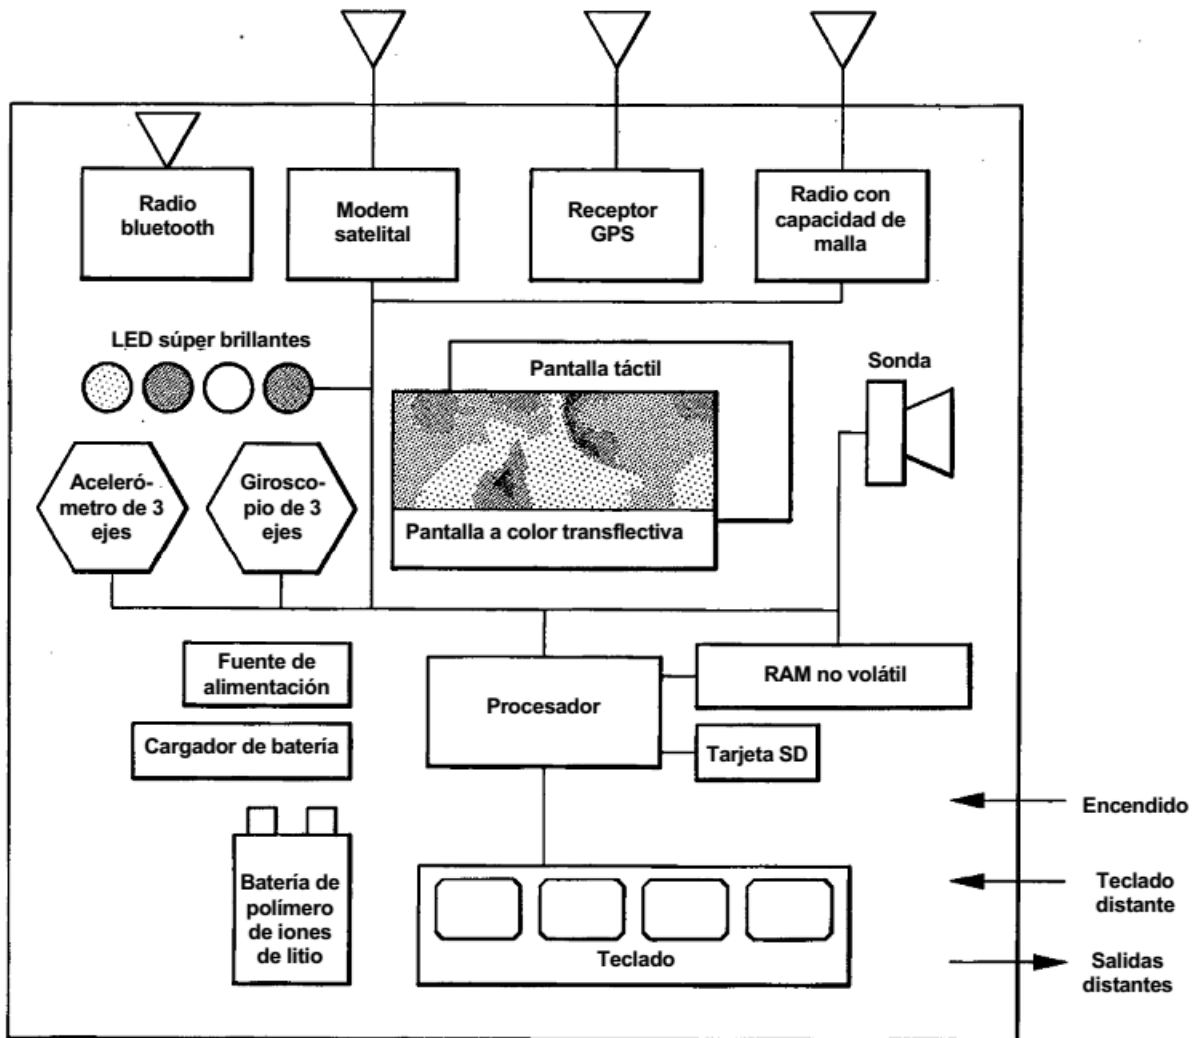 Radio
bluetooth
Modem
satelital
Receptor
GPS
Radio con
capacidad de
malla
LED súper brillantes
Pantalla táctil
Sonda
Aceleró-
metro de 3
ejes
Girosco-
pio de 3
ejes
Pantalla a color transflectiva
Fuente de
alimentación
Procesador
RAM no volátil
Cargador de batería
Tarjeta SD
Encendido
Batería de
polímero
de iones
de litio
Teclado
Teclado
distante
Salidas
distantes